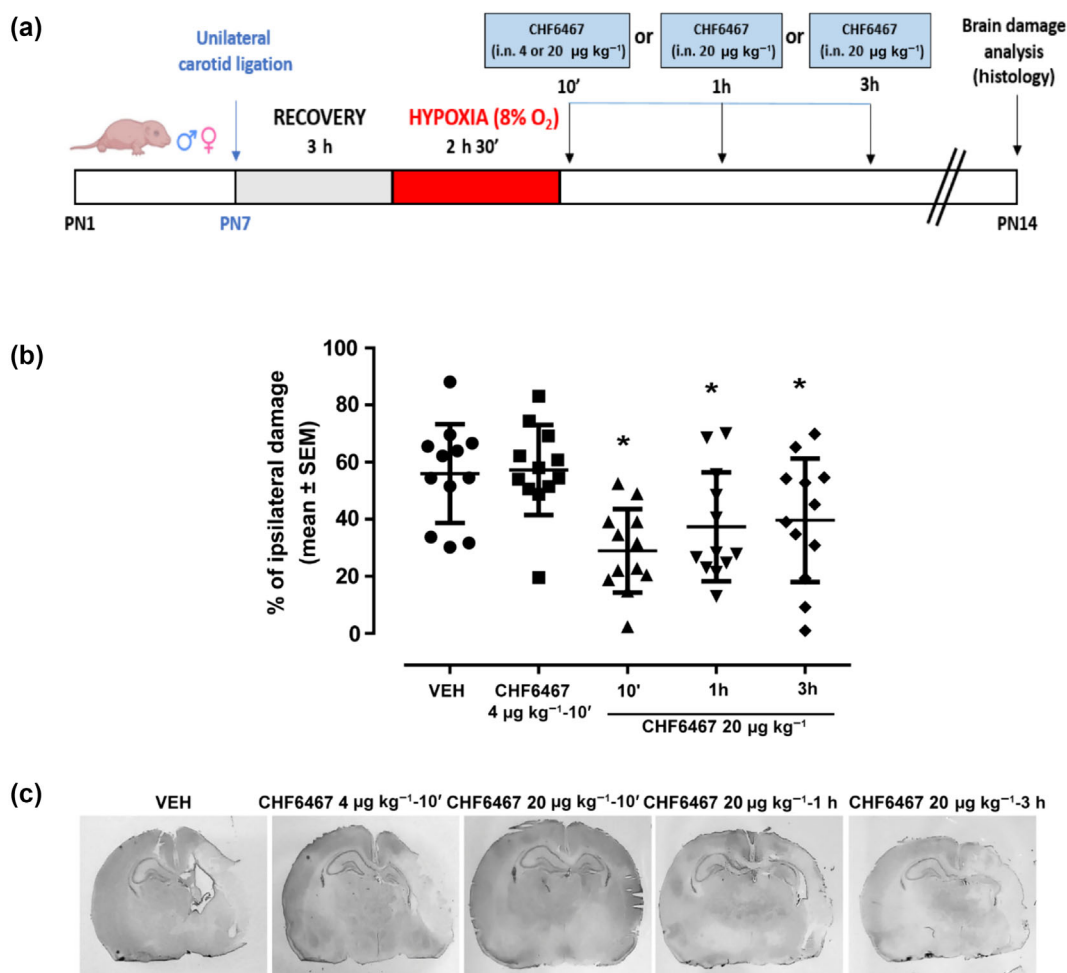 (a)
Unilateral
carotid ligation
CHF6467
(i.n. 4 or 20 µg kg⁻¹)
or
CHF6467
(i.n. 20 µg kg⁻¹)
or
CHF6467
(i.n. 20 µg kg⁻¹)
Brain damage
analysis
(histology)
10'
1h
3h
RECOVERY
3 h
HYPOXIA (8% O₂)
2 h 30'
♂♀
PN1
PN7
PN14
(b)
% of ipsilateral damage
(mean ± SEM)
100
80
60
40
20
0
*
*
*
VEH
CHF6467
4 µg kg⁻¹-10′
10'
1h
3h
CHF6467 20 µg kg⁻¹
(c)
VEH
CHF6467 4 µg kg⁻¹-10′
CHF6467 20 µg kg⁻¹-10′
CHF6467 20 µg kg⁻¹-1 h
CHF6467 20 µg kg⁻¹-3 h